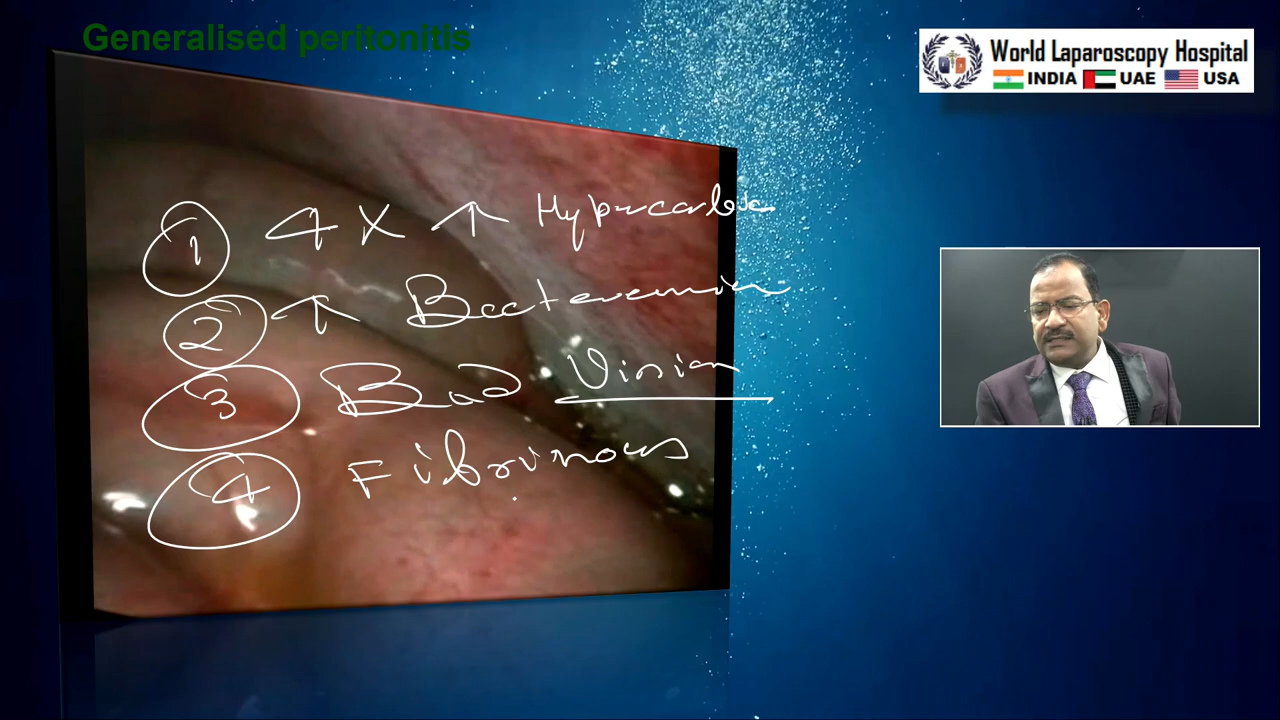 Generalised peritonitis
World Laparoscopy Hospital
INDIA UAE USA
1 4 X ↑ Hypercarbia
2 ↑ Bacteremia
3 Bad Vision
4 Fibrinous